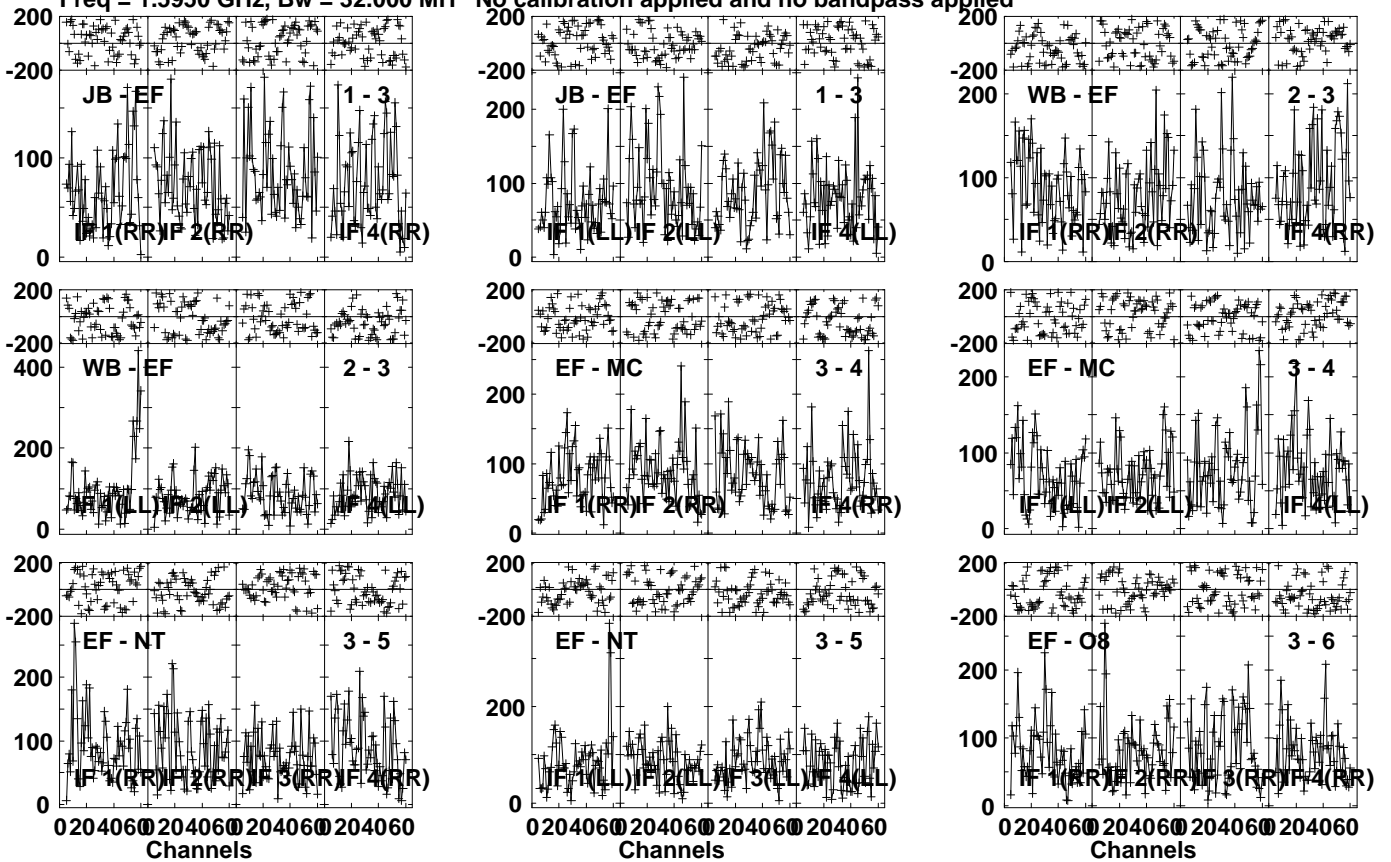 Freq = 1.5950 GHz, Bw = 32.000 MH No calibration applied and no bandpass applied
-200
JB - EF 1 - 3
100
IF 1(RR) IF 2(RR) IF 4(RR)
0
-200
JB - EF 1 - 3
200
100
IF 1(LL) IF 2(LL) IF 4(LL)
0
-200
WB - EF 2 - 3
200
100
IF 1(RR) IF 2(RR) IF 4(RR)
0
200
-200
WB - EF 2 - 3
400
200
IF 1(LL) IF 2(LL) IF 4(LL)
0
200
-200
EF - MC 3 - 4
200
100
IF 1(RR) IF 2(RR) IF 4(RR)
0
200
-200
EF - MC 3 - 4
200
100
IF 1(LL) IF 2(LL) IF 4(LL)
0
200
-200
EF - NT 3 - 5
200
100
IF 1(RR) IF 2(RR) IF 3(RR) IF 4(RR)
0
0 20 40 60 0 20 40 60 0 20 40 60 0 20 40 60
Channels
200
-200
EF - NT 3 - 5
200
IF 1(LL) IF 2(LL) IF 3(LL) IF 4(LL)
0
0 20 40 60 0 20 40 60 0 20 40 60 0 20 40 60
Channels
200
-200
EF - O8 3 - 6
200
100
IF 1(RR) IF 2(RR) IF 3(RR) IF 4(RR)
0
0 20 40 60 0 20 40 60 0 20 40 60 0 20 40 60
Channels